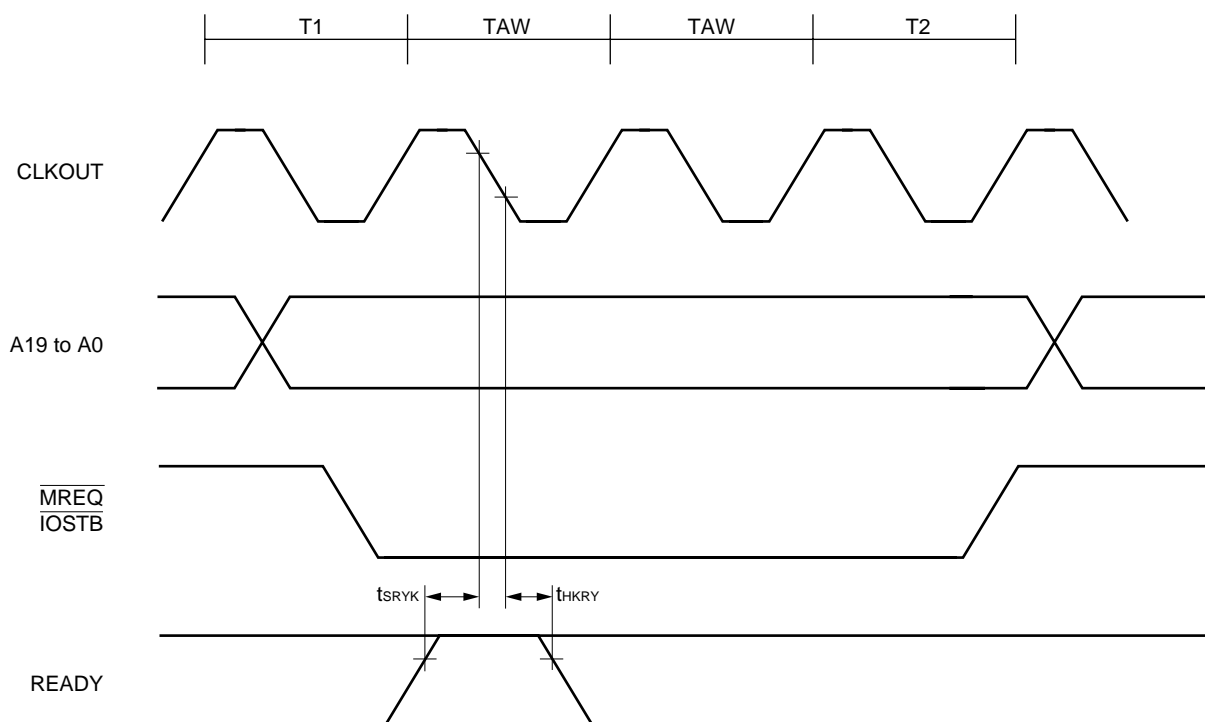 T1 TAW TAW T2
CLKOUT
A19 to A0
MREQ
IOSTB
tSRYK tHKRY
READY